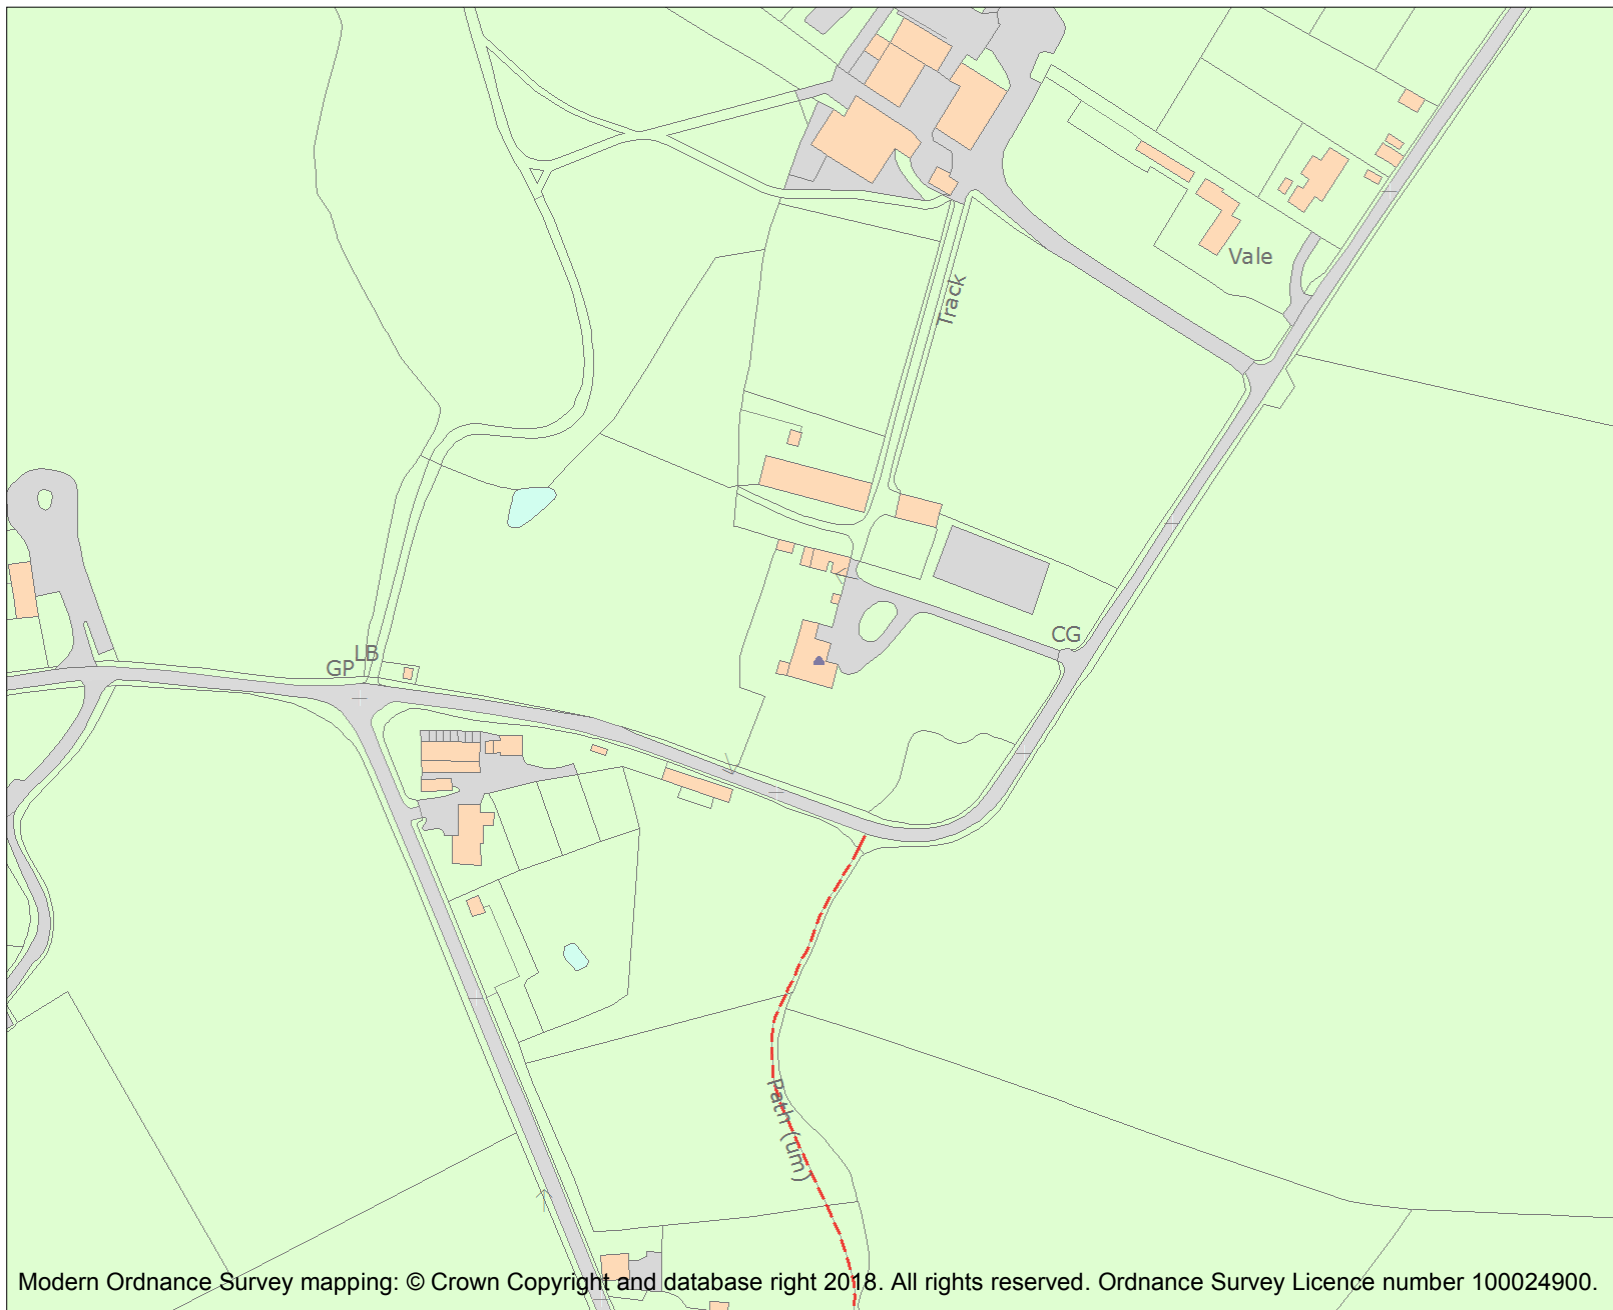 Vale
Track
CG
LB
GP
Path (um)
Modern Ordnance Survey mapping: © Crown Copyright and database right 2018. All rights reserved. Ordnance Survey Licence number 100024900.